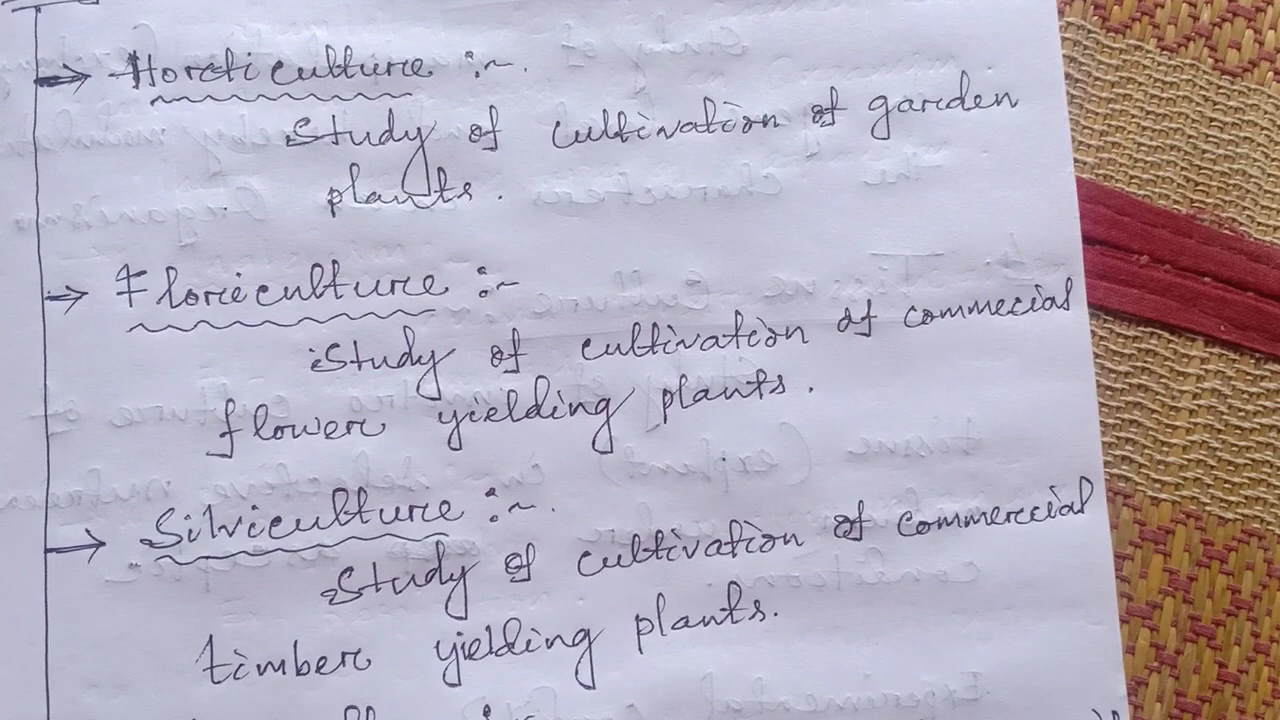 → Horticulture :~.
Study of cultivation of garden
plants.
→ Floriculture :~
Study of cultivation of commecial
flower yielding plants.
→ Silviculture :~.
Study of cultivation of commercial
timber yielding plants.